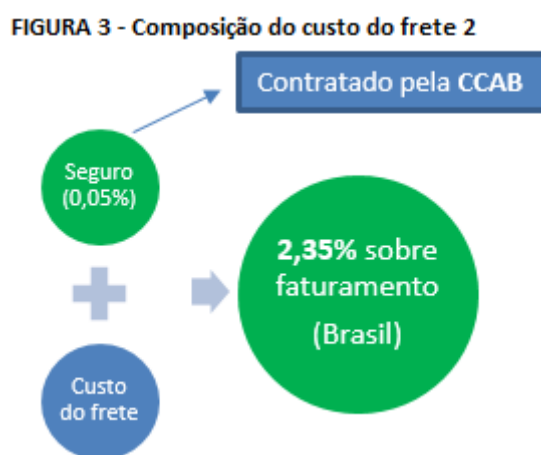 FIGURA 3 - Composição do custo do frete 2
Contratado pela CCAB
Seguro
(0,05%)
2,35% sobre
faturamento
(Brasil)
Custo
do frete